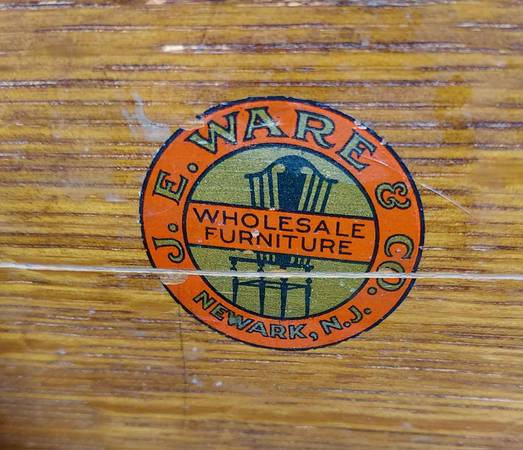 J. E. WARE & CO.
WHOLESALE
FURNITURE
NEWARK, N.J.